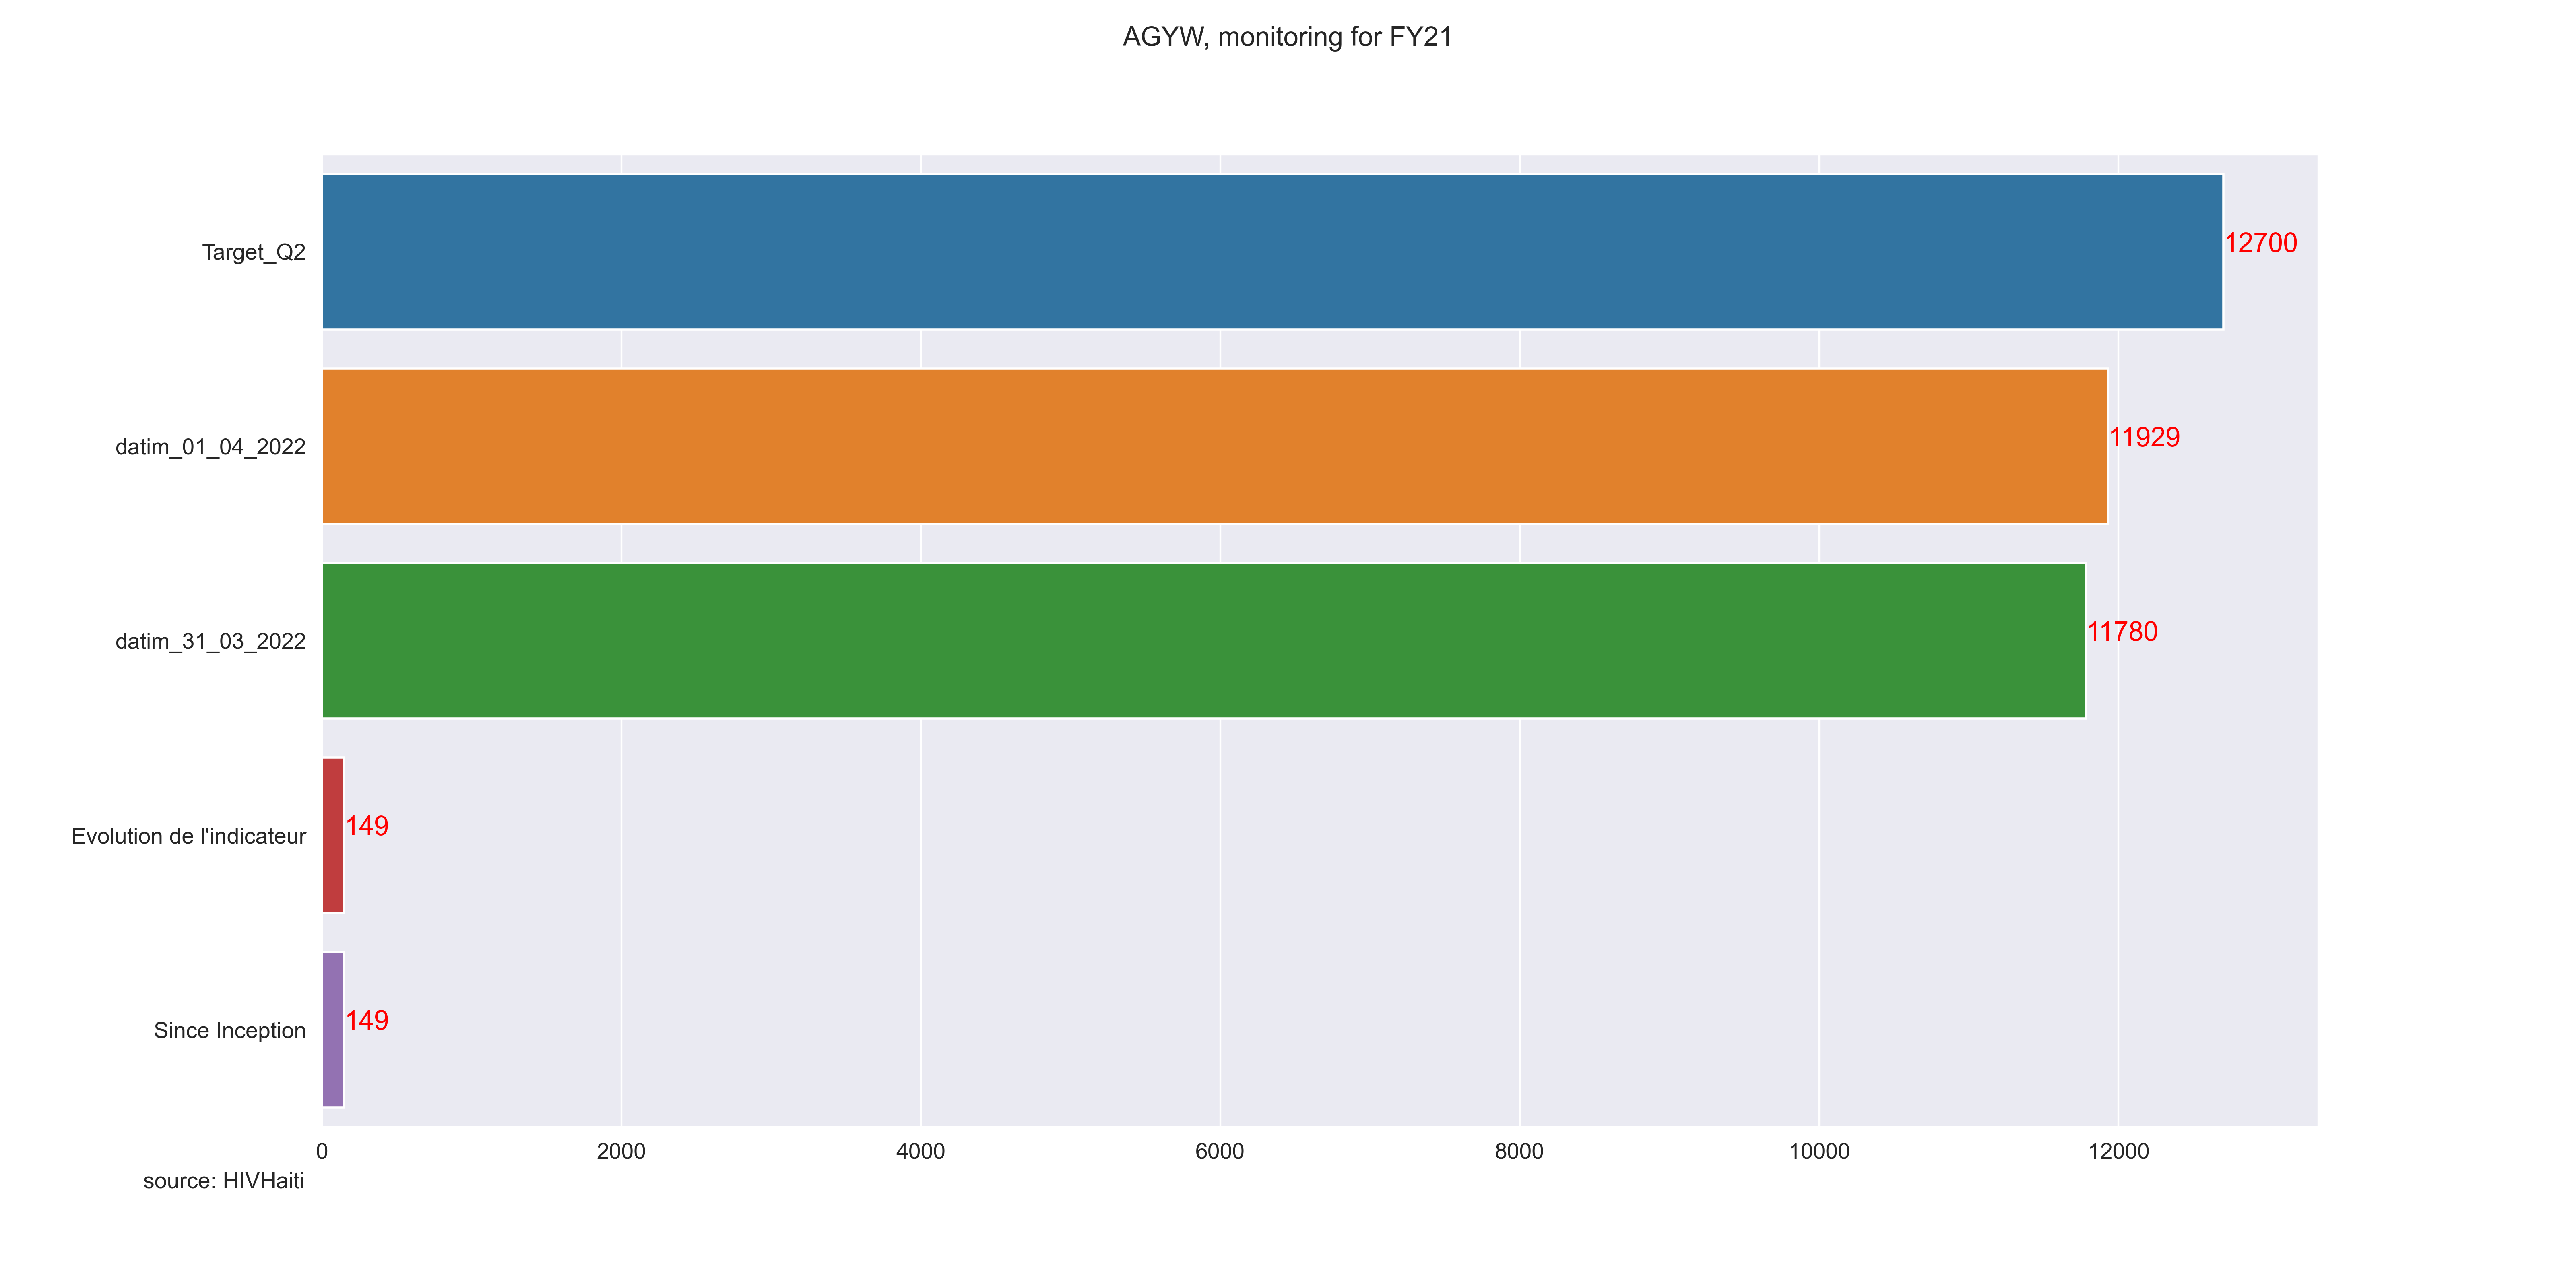 AGYW, monitoring for FY21
Target_Q2
12700
datim_01_04_2022
11929
datim_31_03_2022
11780
Evolution de l'indicateur
149
Since Inception
149
0 2000 4000 6000 8000 10000 12000
source: HIVHaiti